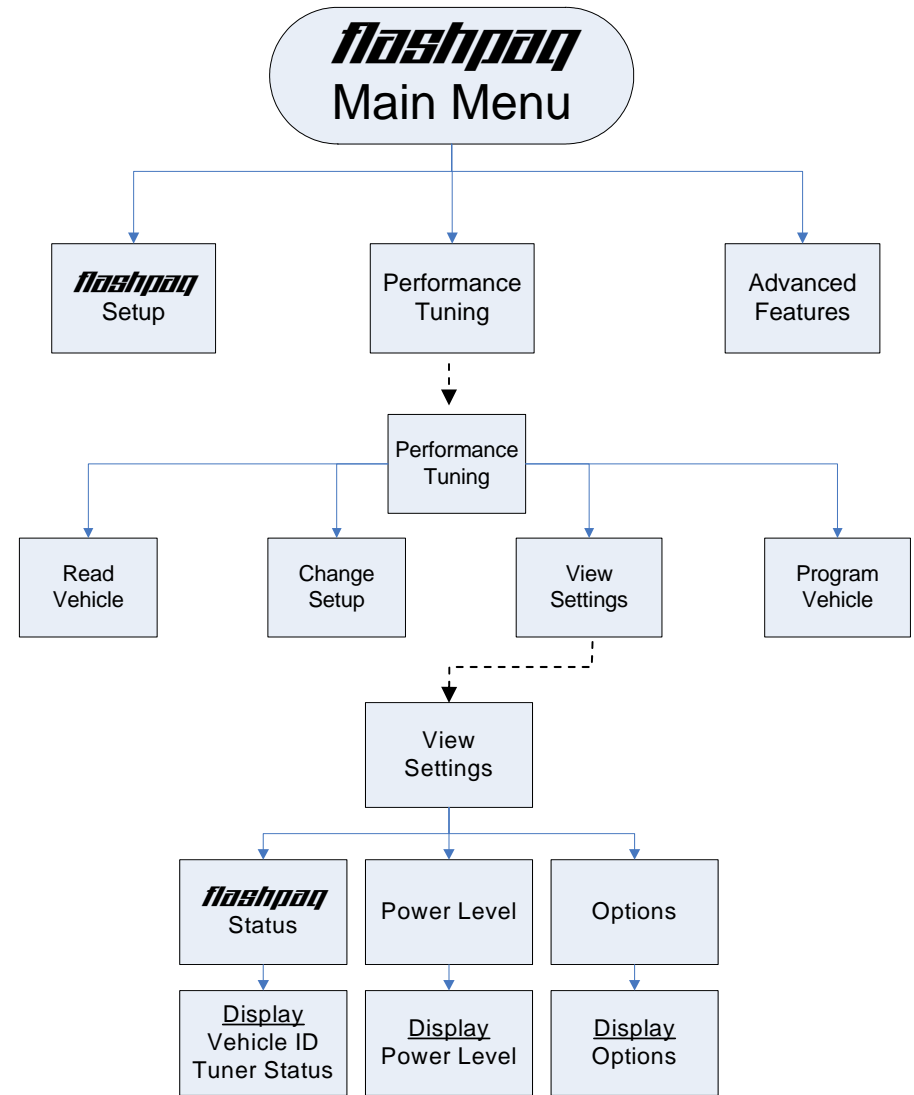 flashpaq
Main Menu
flashpaq
Setup
Performance
Tuning
Advanced
Features
Performance
Tuning
Read
Vehicle
Change
Setup
View
Settings
Program
Vehicle
View
Settings
flashpaq
Status
Power Level
Options
Display
Vehicle ID
Tuner Status
Display
Power Level
Display
Options